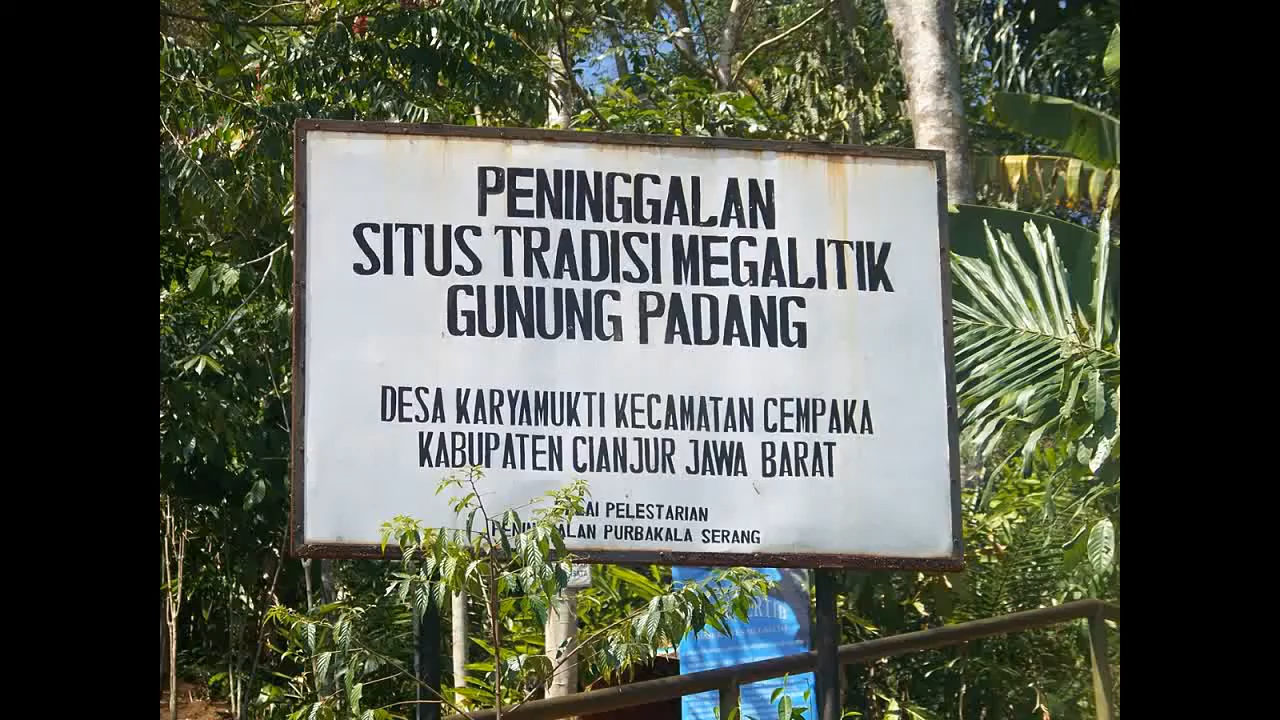 PENINGGALAN
SITUS TRADISI MEGALITIK
GUNUNG PADANG
DESA KARYAMUKTI KECAMATAN CEMPAKA
KABUPATEN CIANJUR JAWA BARAT
PELESTARIAN
PURBAKALA SERANG